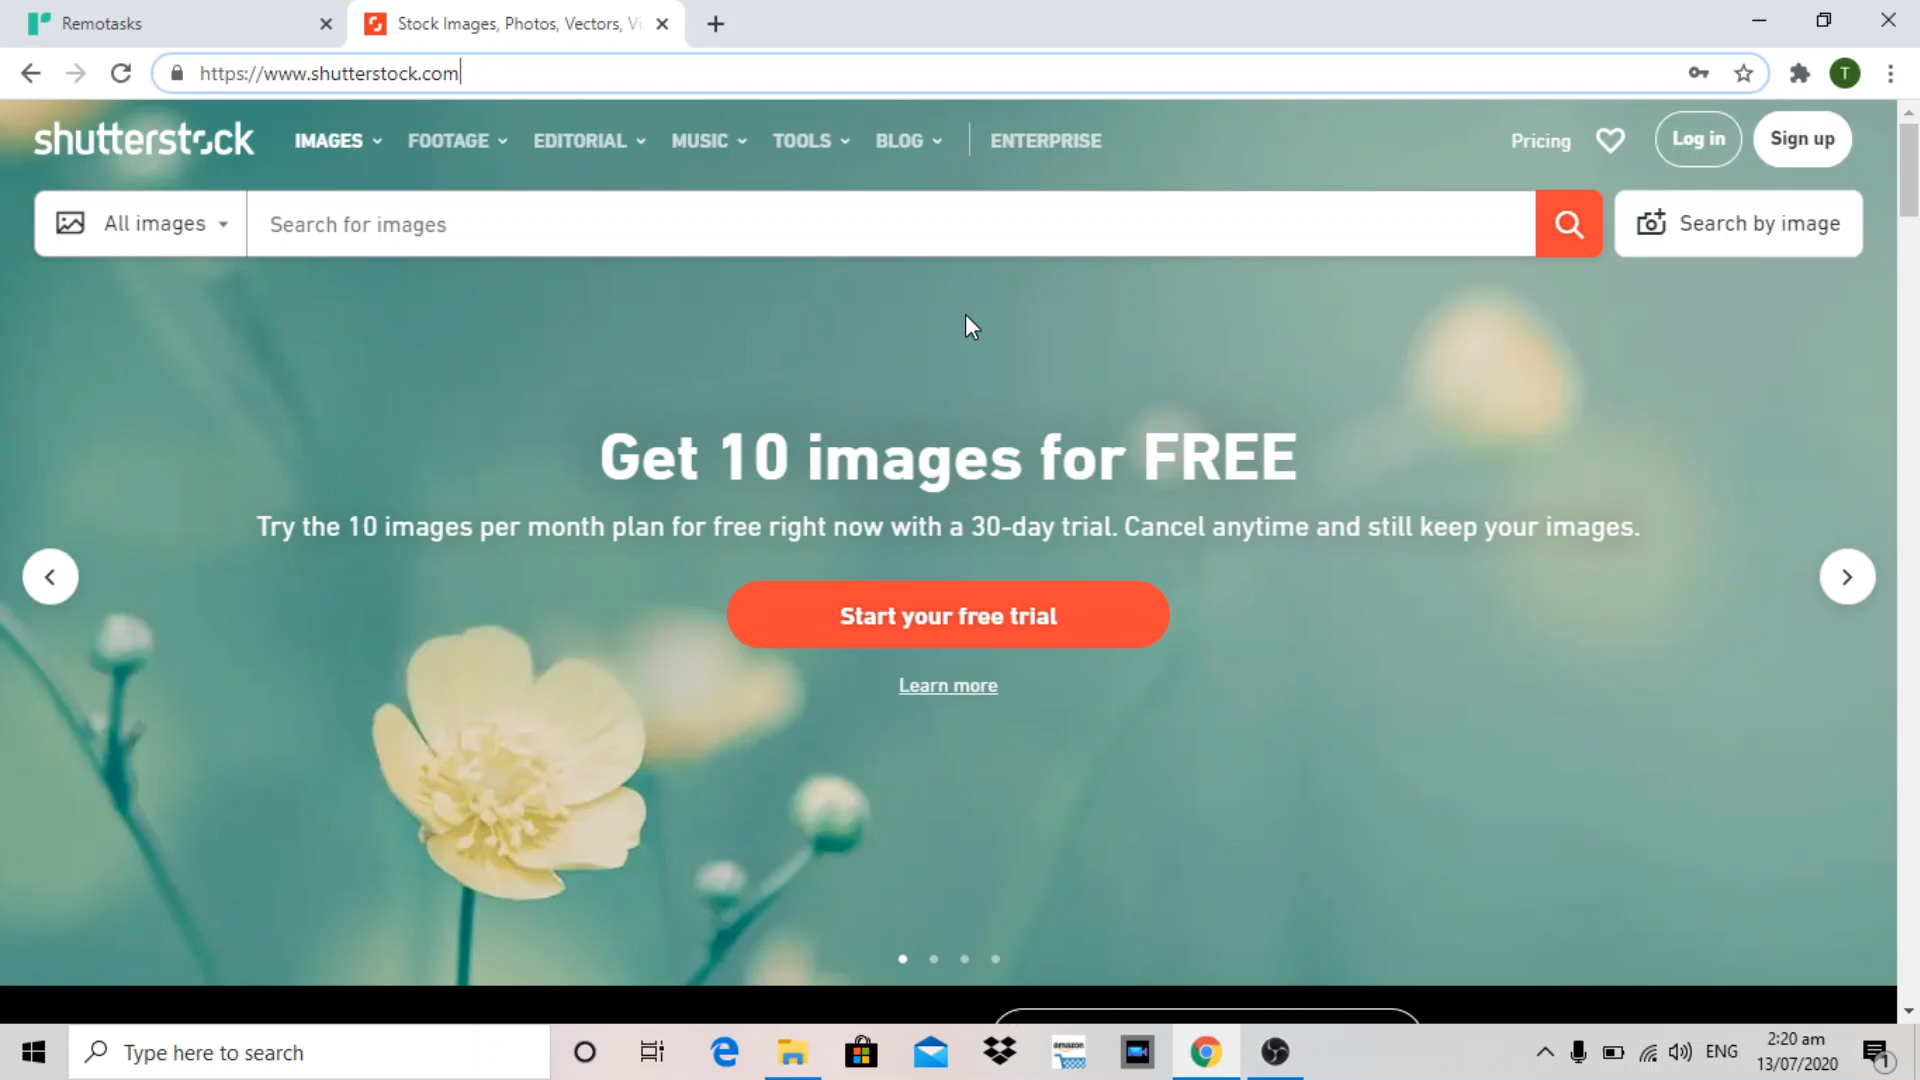 Remotasks
Stock Images, Photos, Vectors, Vi
https://www.shutterstock.com
T
shutterstock
IMAGES
FOOTAGE
EDITORIAL
MUSIC
TOOLS
BLOG
ENTERPRISE
Pricing
Log in
Sign up
All images
Search for images
Search by image
Get 10 images for FREE
Try the 10 images per month plan for free right now with a 30-day trial. Cancel anytime and still keep your images.
Start your free trial
Learn more
Type here to search
amazon
ENG
2:20 am
13/07/2020
1